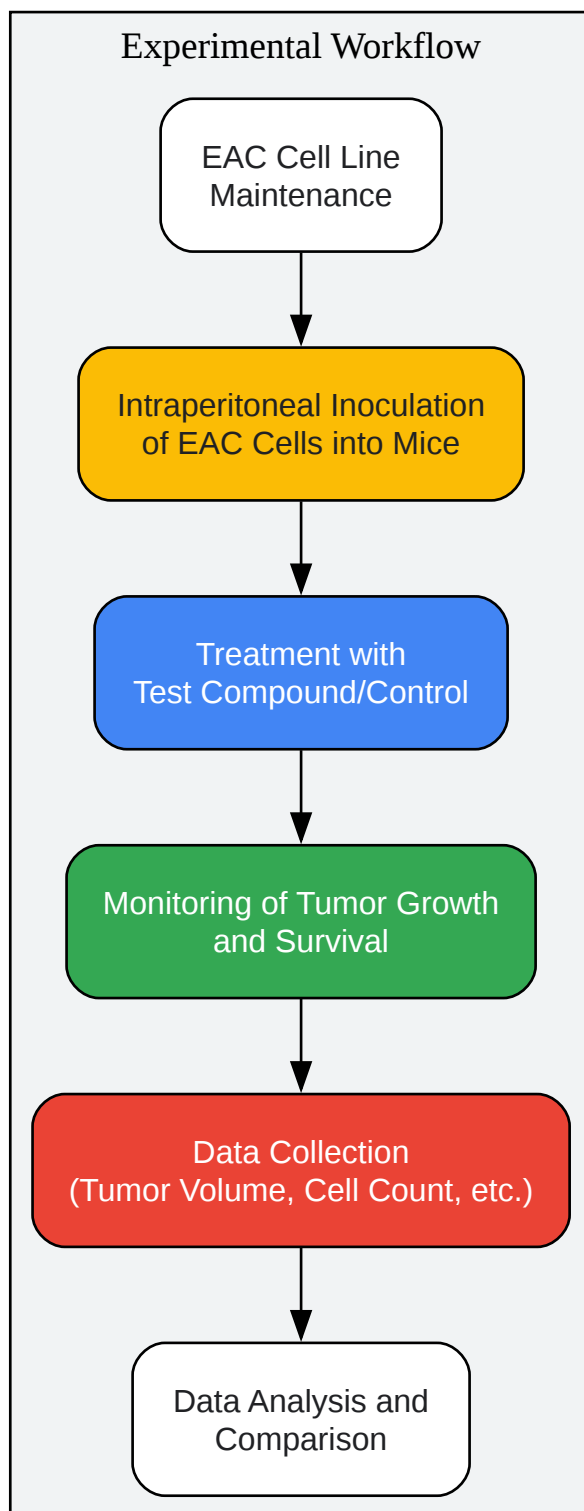 Experimental Workflow
EAC Cell Line
Maintenance
Intraperitoneal Inoculation
of EAC Cells into Mice
Treatment with
Test Compound/Control
Monitoring of Tumor Growth
and Survival
Data Collection
(Tumor Volume, Cell Count, etc.)
Data Analysis and
Comparison